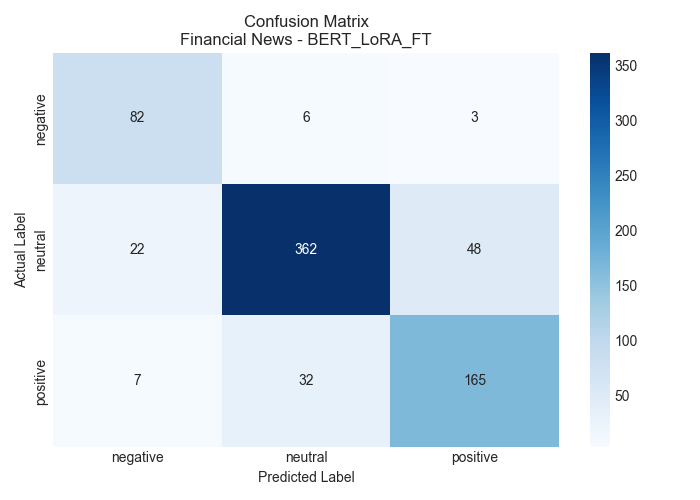 Confusion Matrix
Financial News - BERT_LoRA_FT
negative
82
6
3
neutral
22
362
48
positive
7
32
165
Actual Label
negative
neutral
positive
Predicted Label
350
300
250
200
150
100
50